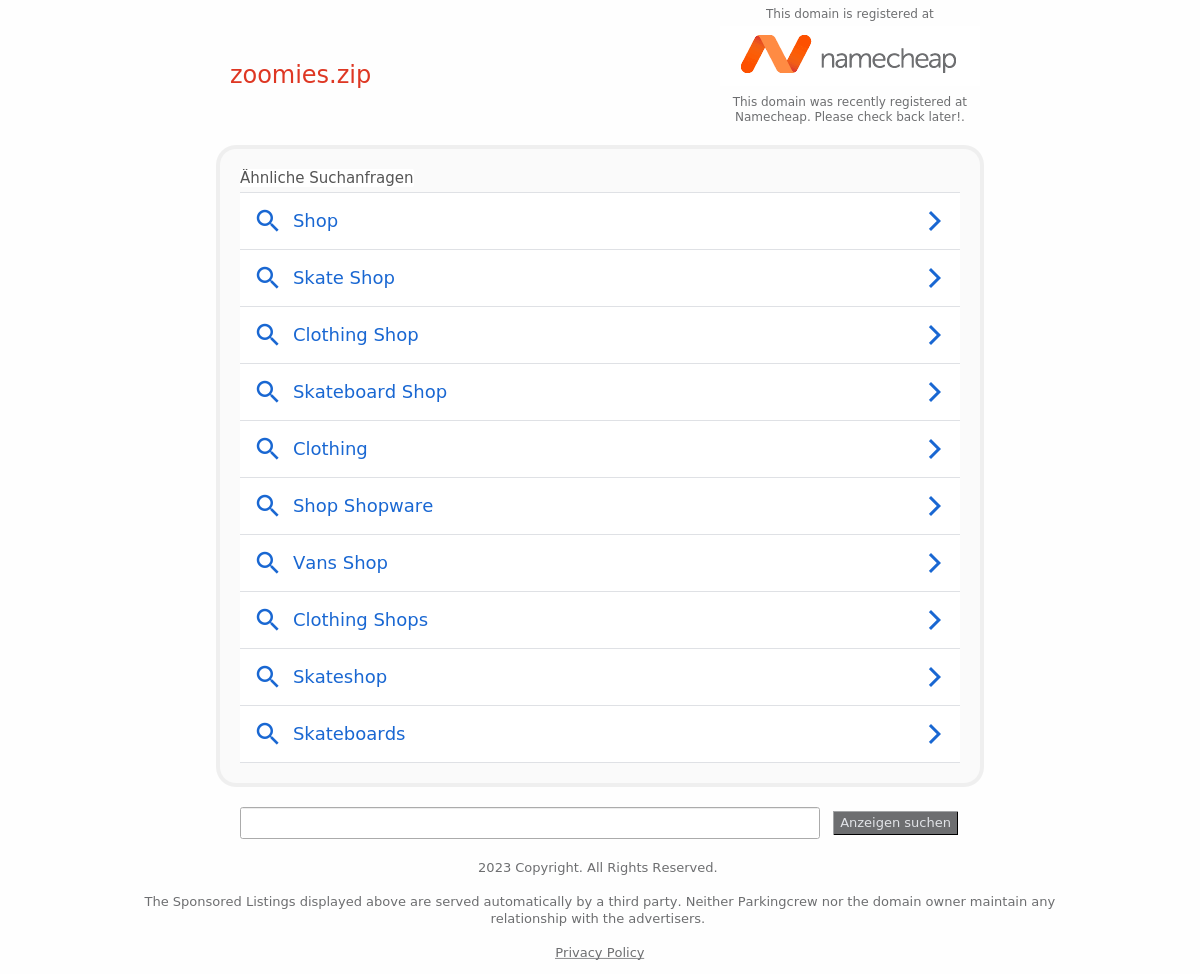 This domain is registered at
namecheap
zoomies.zip
This domain was recently registered at
Namecheap. Please check back later!.
Ähnliche Suchanfragen
Shop
Skate Shop
Clothing Shop
Skateboard Shop
Clothing
Shop Shopware
Vans Shop
Clothing Shops
Skateshop
Skateboards
Anzeigen suchen
2023 Copyright. All Rights Reserved.
The Sponsored Listings displayed above are served automatically by a third party. Neither Parkingcrew nor the domain owner maintain any
relationship with the advertisers.
Privacy Policy